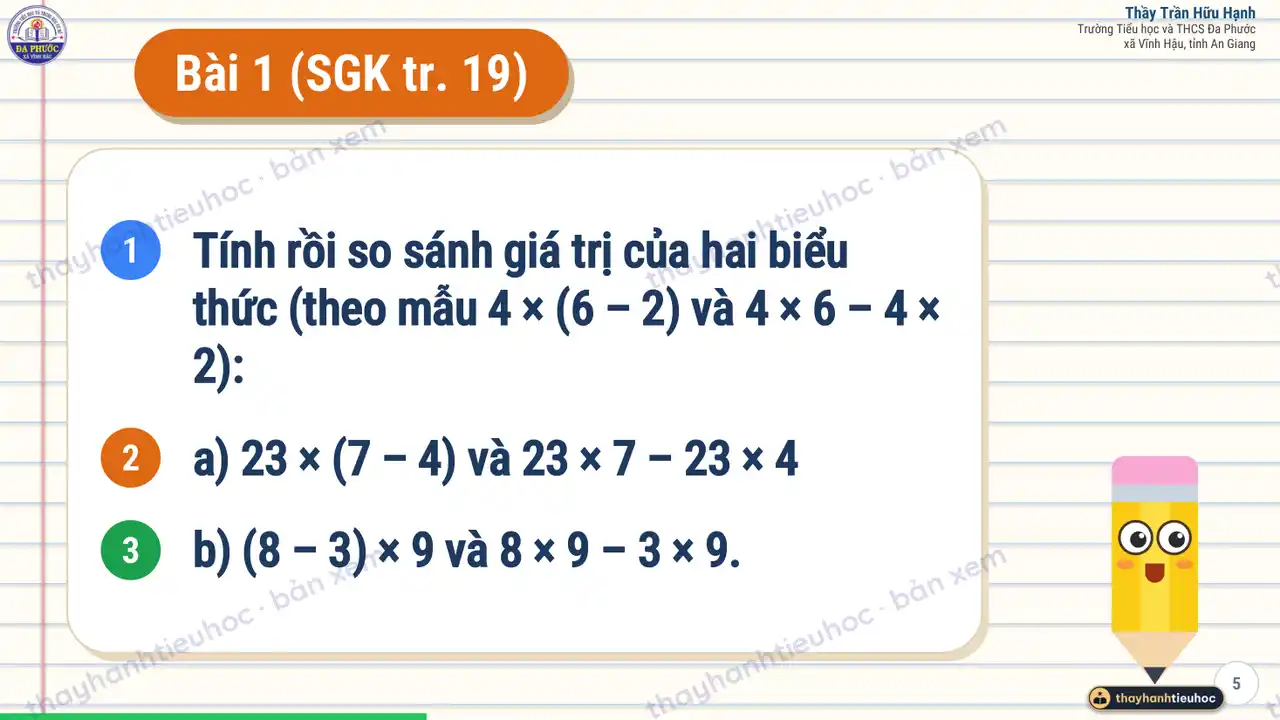 Thầy Trần Hữu Hạnh
Trường Tiểu học và THCS Đa Phước
xã Vĩnh Hậu, tỉnh An Giang
ĐA PHƯỚC
XÃ VĨNH HẬU
Bài 1 (SGK tr. 19)
1 Tính rồi so sánh giá trị của hai biểu
thức (theo mẫu 4 × (6 – 2) và 4 × 6 – 4 ×
2):
2 a) 23 × (7 – 4) và 23 × 7 – 23 × 4
3 b) (8 – 3) × 9 và 8 × 9 – 3 × 9.
thayhanhtieuhoc · bản xem
thayhanhtieuhoc · bản xem
thayhanhtieuhoc · bản xem
thayhanhtieuhoc · bản xem
thayhanhtieuhoc
5